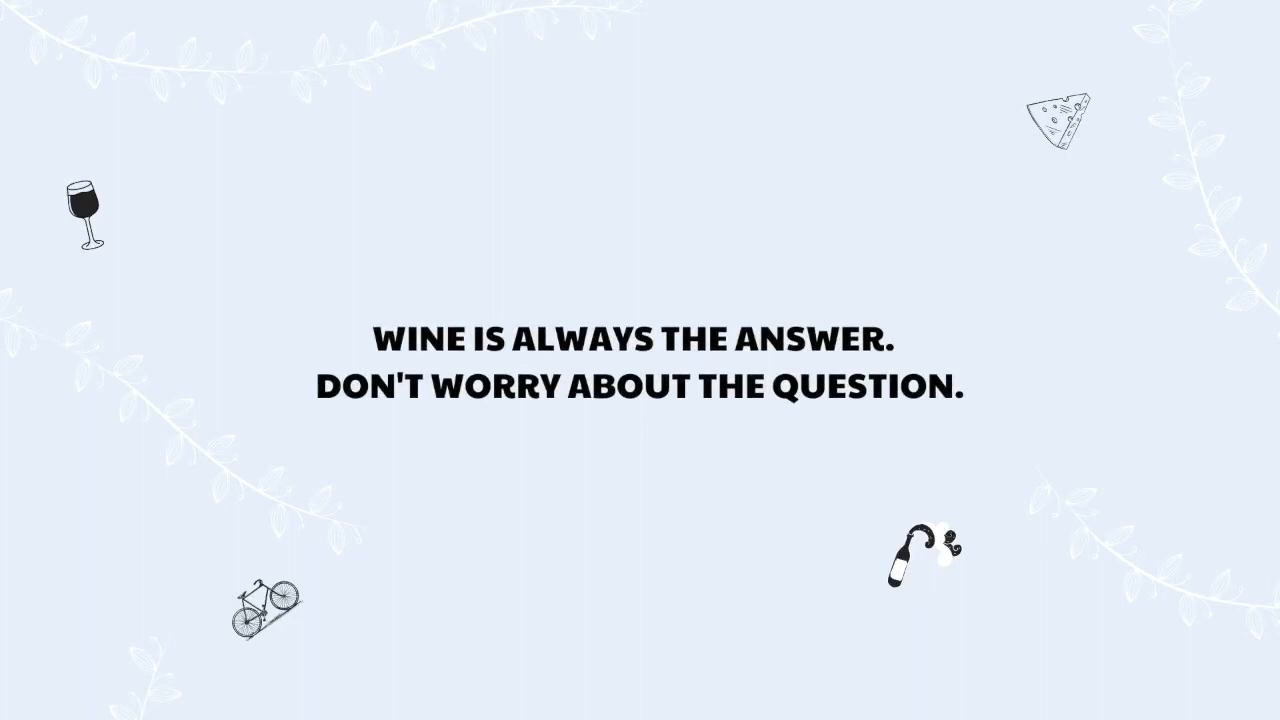 WINE IS ALWAYS THE ANSWER.
DON'T WORRY ABOUT THE QUESTION.